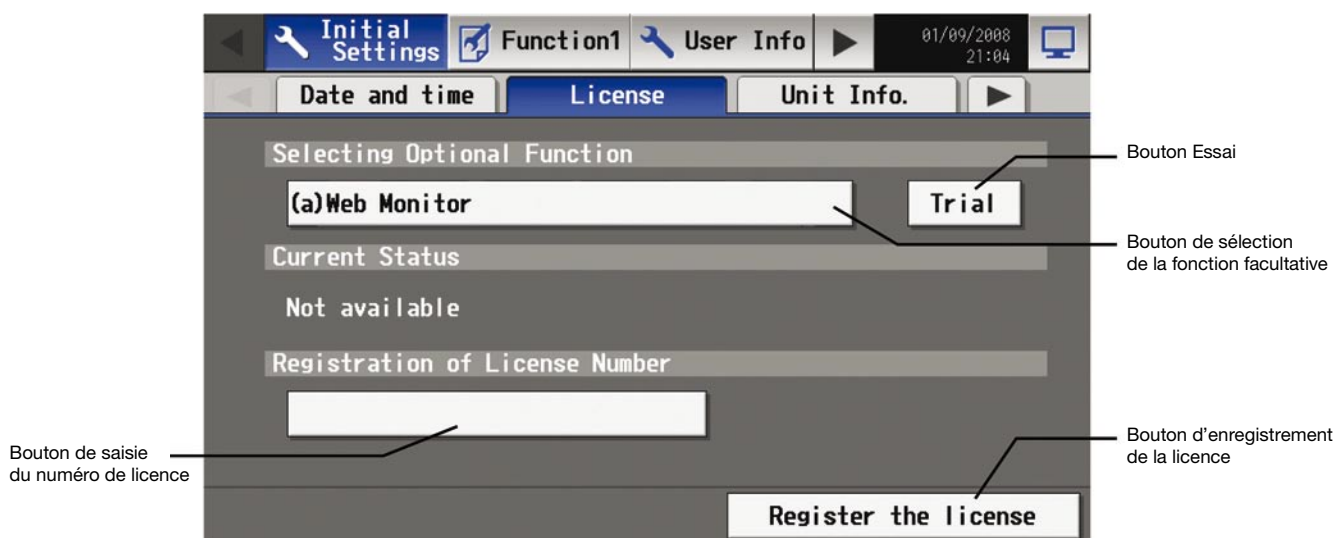 Initial Settings Function1 User Info 01/09/2008 21:04
Date and time License Unit Info.
Selecting Optional Function
Bouton Essai
(a)Web Monitor Trial
Bouton de sélection
de la fonction facultative
Current Status
Not available
Registration of License Number
Bouton de saisie
du numéro de licence
Bouton d'enregistrement
de la licence
Register the license